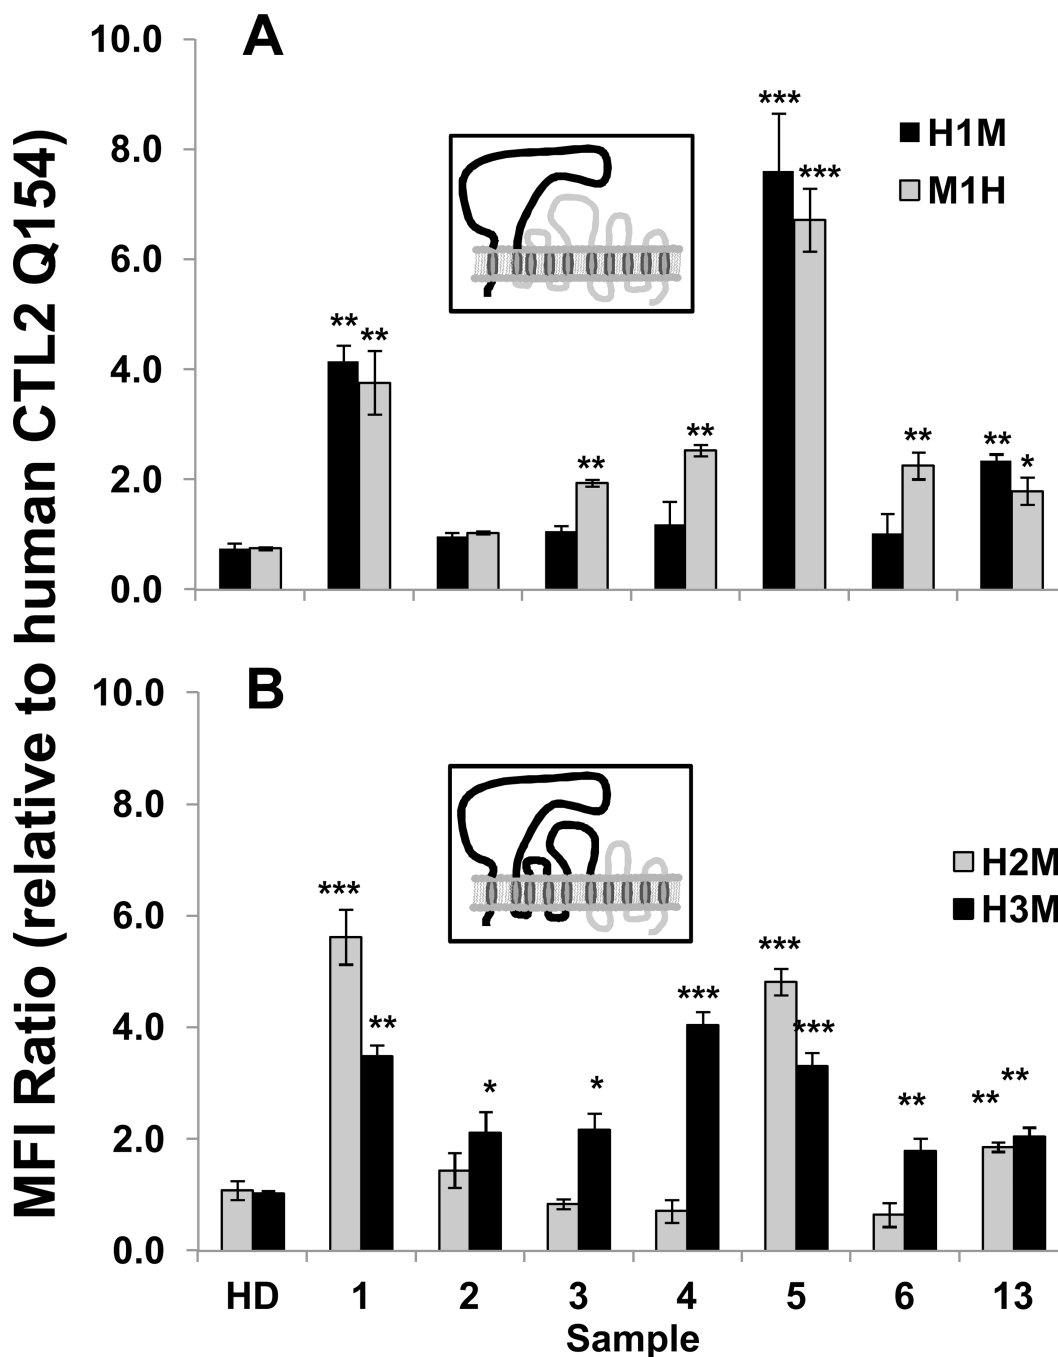 MFI Ratio (relative to human CTL2 Q154)
A
10.0
8.0
6.0
4.0
2.0
0.0
H1M
M1H
** **
**
**
*** ***
**
** *
B
10.0
8.0
6.0
4.0
2.0
0.0
H2M
H3M
*** **
*
*
***
*** ***
**
** **
HD 1 2 3 4 5 6 13
Sample